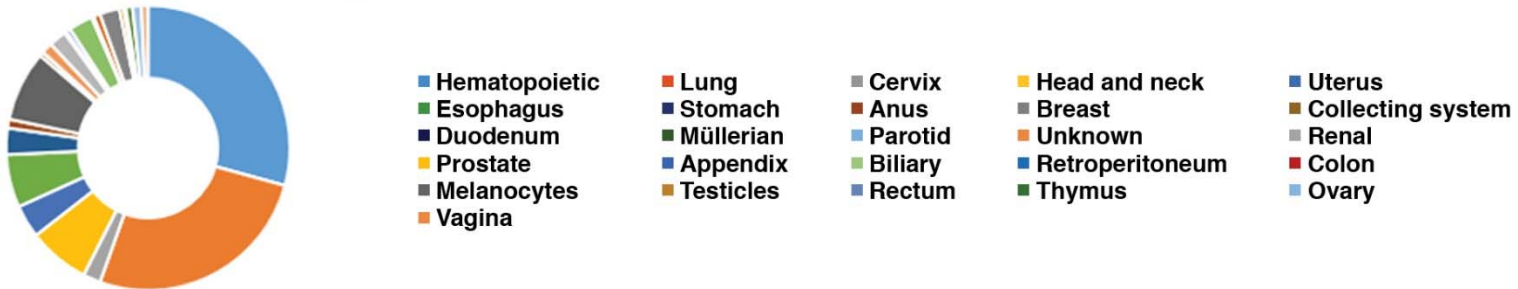 Hematopoietic Lung Cervix Head and neck Uterus
Esophagus Stomach Anus Breast Collecting system
Duodenum Müllerian Parotid Unknown Renal
Prostate Appendix Biliary Retroperitoneum Colon
Melanocytes Testicles Rectum Thymus Ovary
Vagina